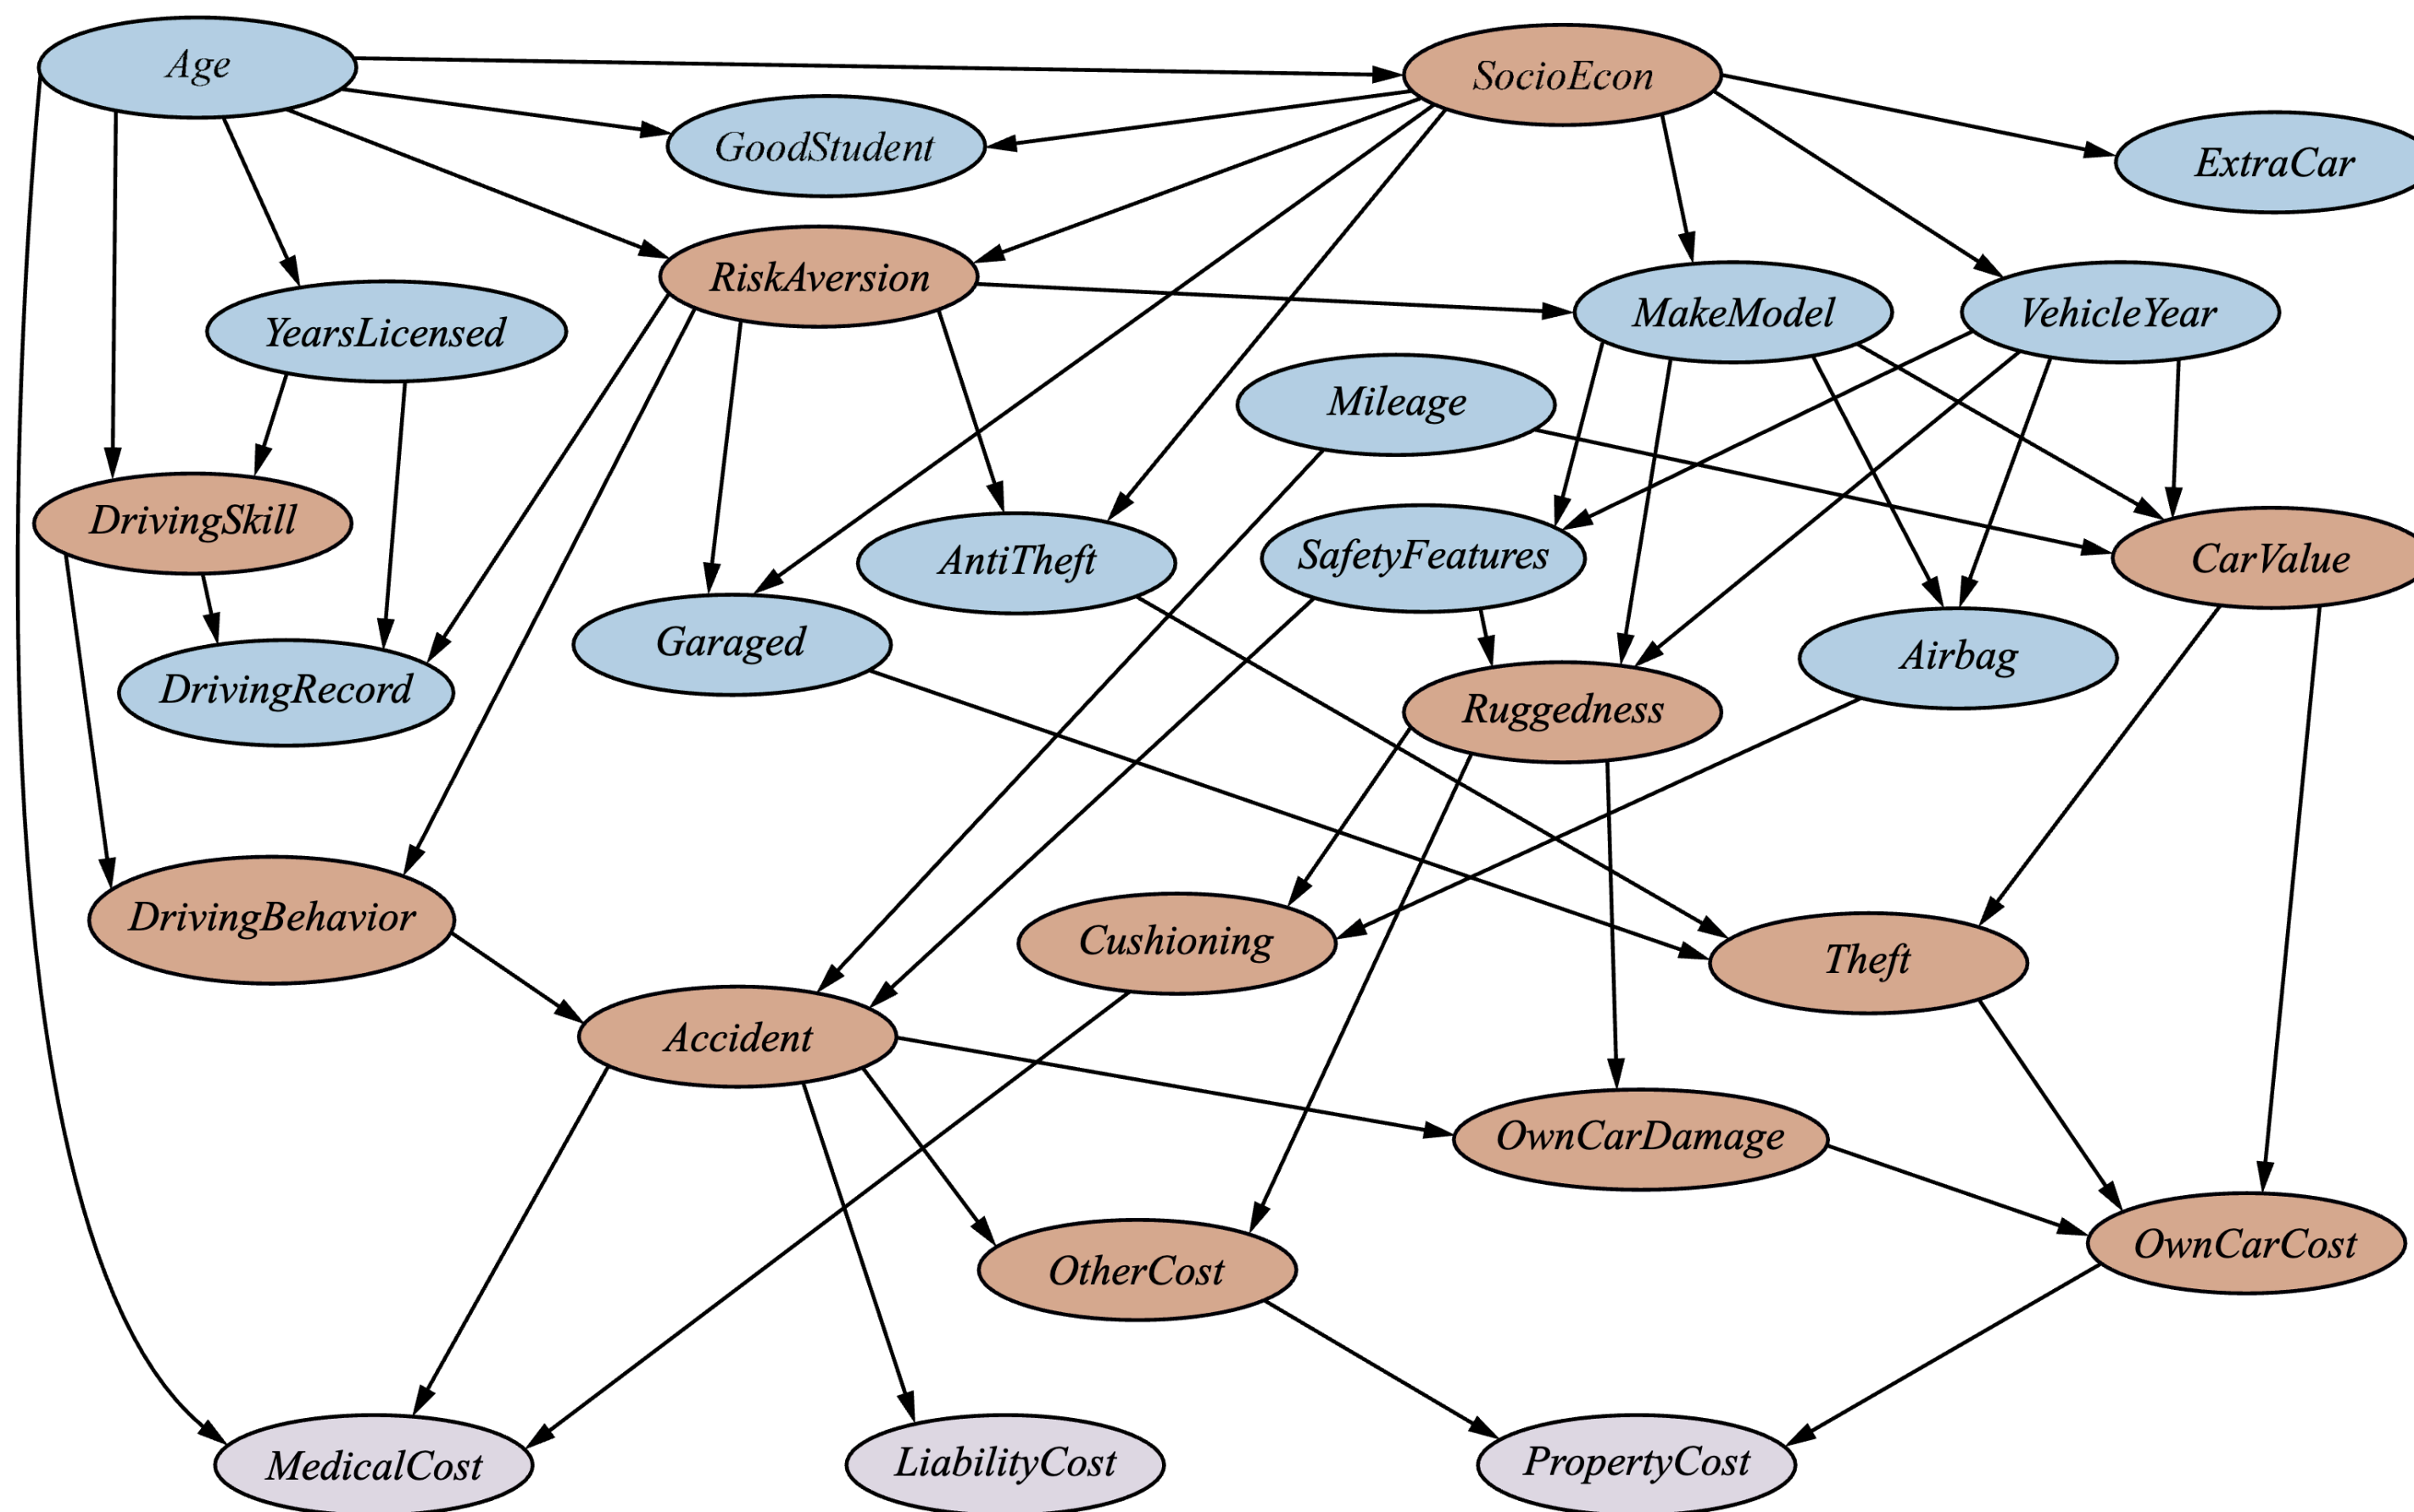 Age
SocioEcon
GoodStudent
ExtraCar
RiskAversion
MakeModel
VehicleYear
YearsLicensed
Mileage
DrivingSkill
AntiTheft
SafetyFeatures
CarValue
Garaged
Airbag
DrivingRecord
Ruggedness
DrivingBehavior
Cushioning
Theft
Accident
OwnCarDamage
OtherCost
OwnCarCost
MedicalCost
LiabilityCost
PropertyCost